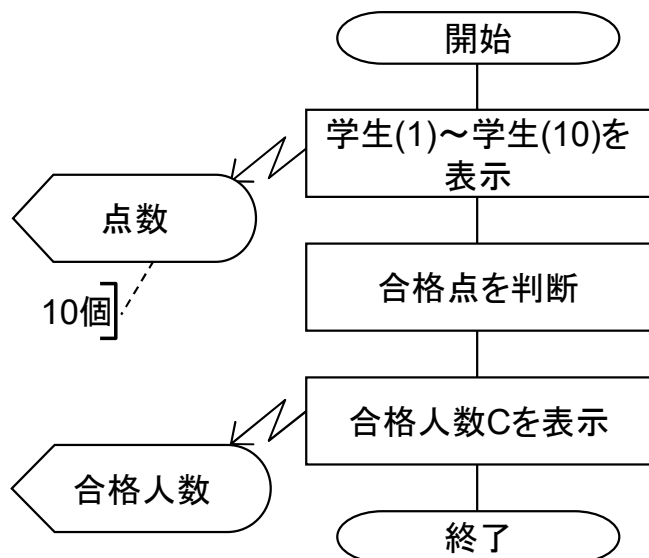 開始
学生(1)～学生(10)を
表示
点数
10個
合格点を判断
合格人数Cを表示
合格人数
終了